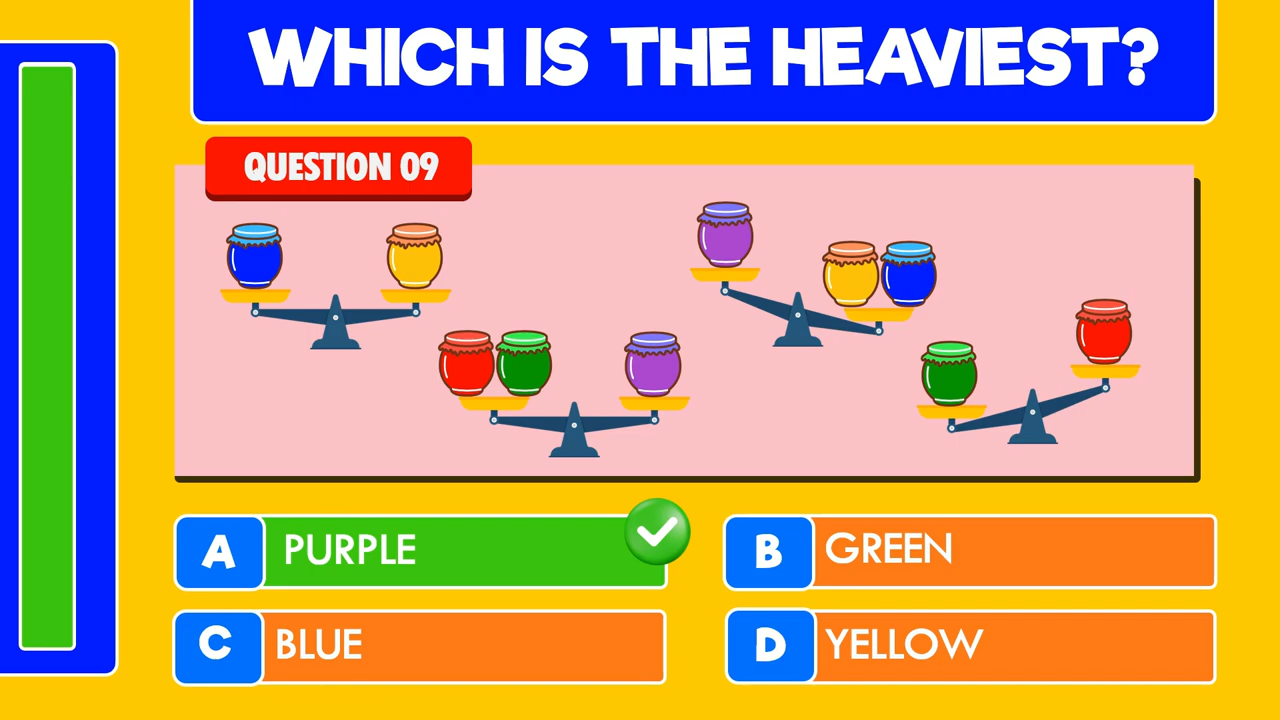 WHICH IS THE HEAVIEST?
QUESTION 09
A PURPLE
B GREEN
C BLUE
D YELLOW